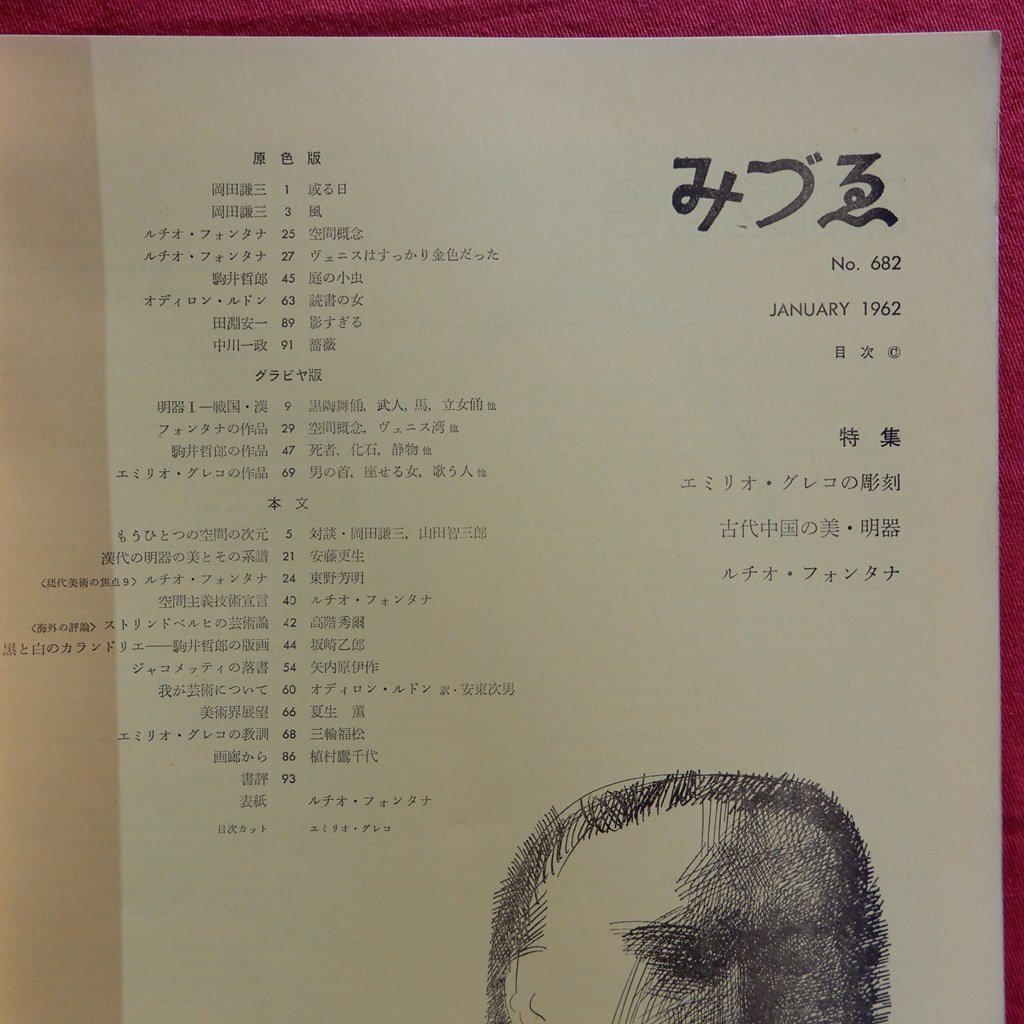 みづゑ
No. 682
JANUARY 1962
目次 ©
特集
エミリオ・グレコの彫刻
古代中国の美・明器
ルチオ・フォンタナ
原色版
岡田謙三 1 或る日
岡田謙三 3 風
ルチオ・フォンタナ 25 空間概念
ルチオ・フォンタナ 27 ヴェニスはすっかり金色だった
駒井哲郎 45 庭の小虫
オディロン・ルドン 63 読書の女
田淵安一 89 影すぎる
中川一政 91 薔薇
グラビヤ版
明器Ⅰ—戦国・漢 9 黒陶舞俑, 武人, 馬, 立女俑 他
フォンタナの作品 29 空間概念, ヴェニス湾 他
駒井哲郎の作品 47 死者, 化石, 静物 他
エミリオ・グレコの作品 69 男の首, 座せる女, 歌う人 他
本文
もうひとつの空間の次元 5 対談・岡田謙三, 山田智三郎
漢代の明器の美とその系譜 21 安藤更生
〈現代美術の焦点9〉 ルチオ・フォンタナ 24 東野芳明
空間主義技術宣言 40 ルチオ・フォンタナ
〈海外の評論〉 ストリンドベルヒの芸術論 42 高階秀爾
黒と白のカランドリエ——駒井哲郎の版画 44 坂崎乙郎
ジャコメッティの落書 54 矢内原伊作
我が芸術について 60 オディロン・ルドン 訳・安東次男
美術界展望 66 夏生 薫
エミリオ・グレコの教訓 68 三輪福松
画廊から 86 植村鷹千代
書評 93
表紙 ルチオ・フォンタナ
目次カット エミリオ・グレコ